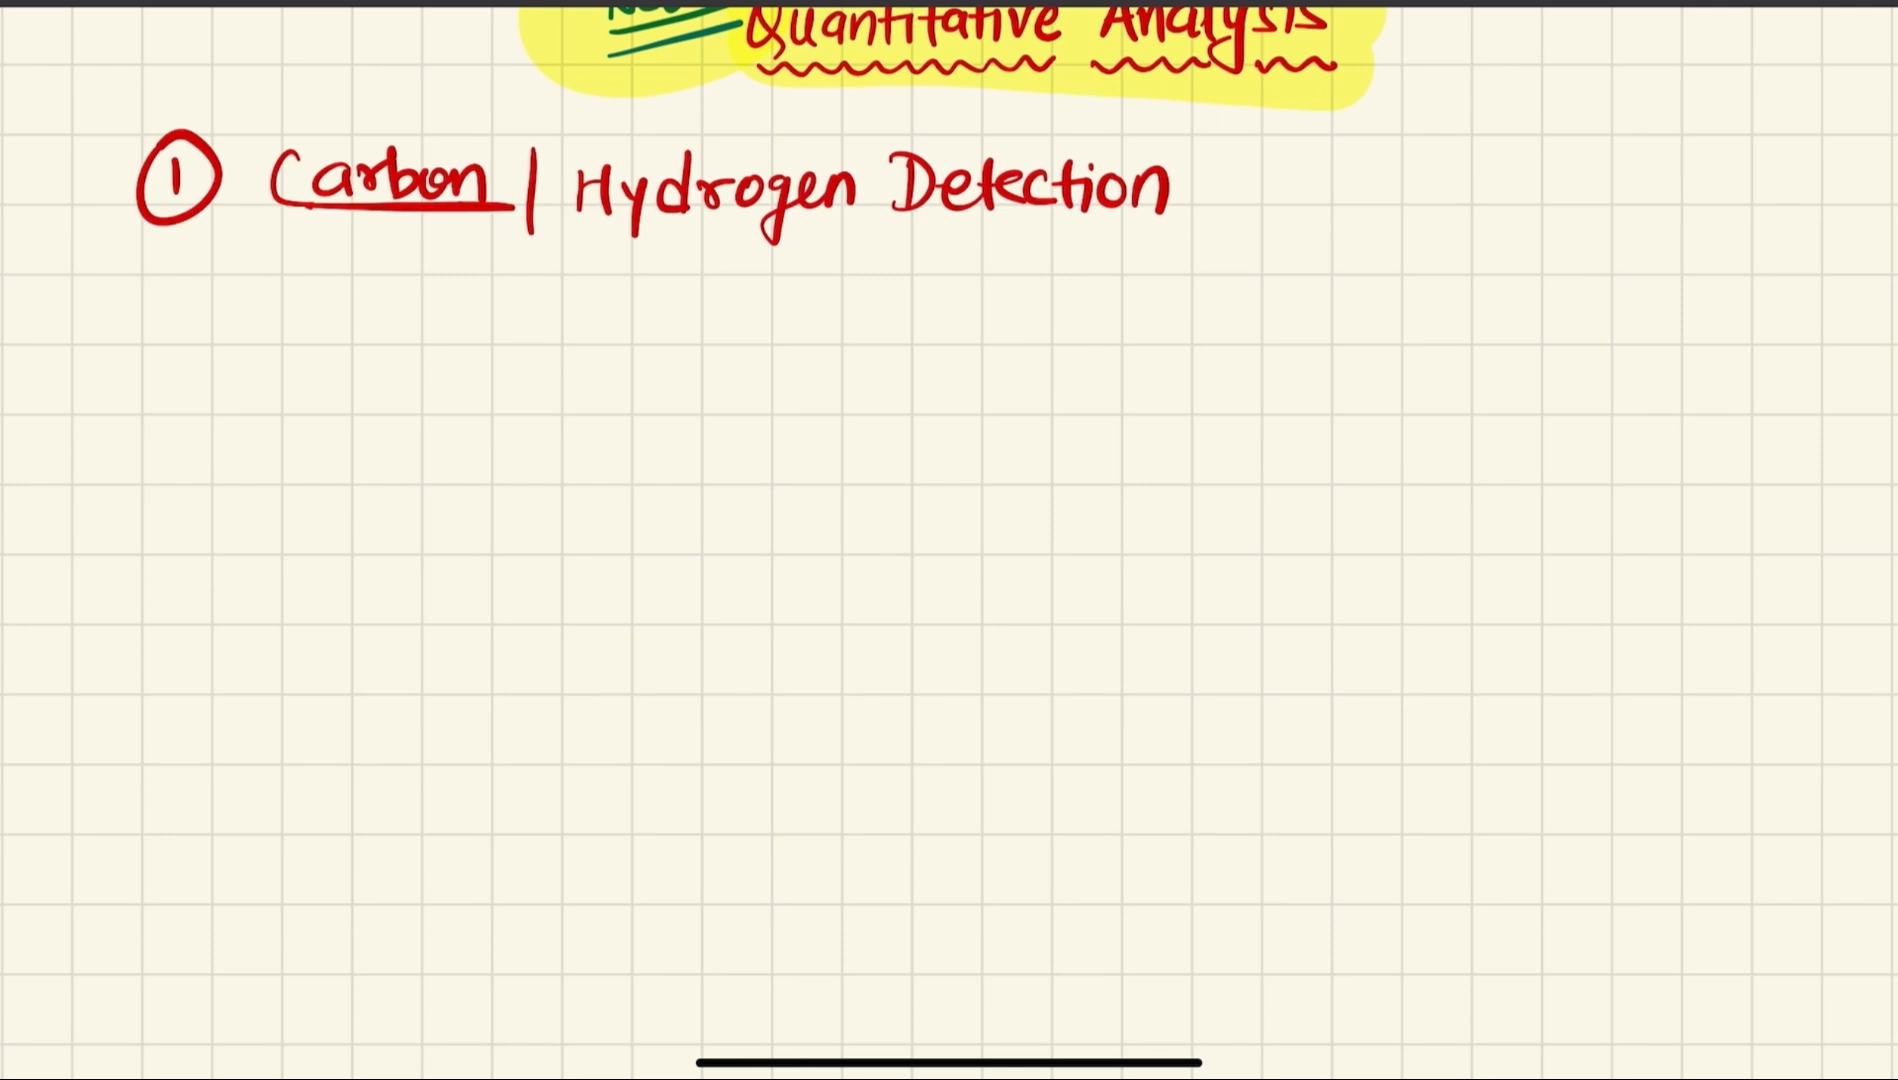 Quantitative Analysis
① Carbon | Hydrogen Detection